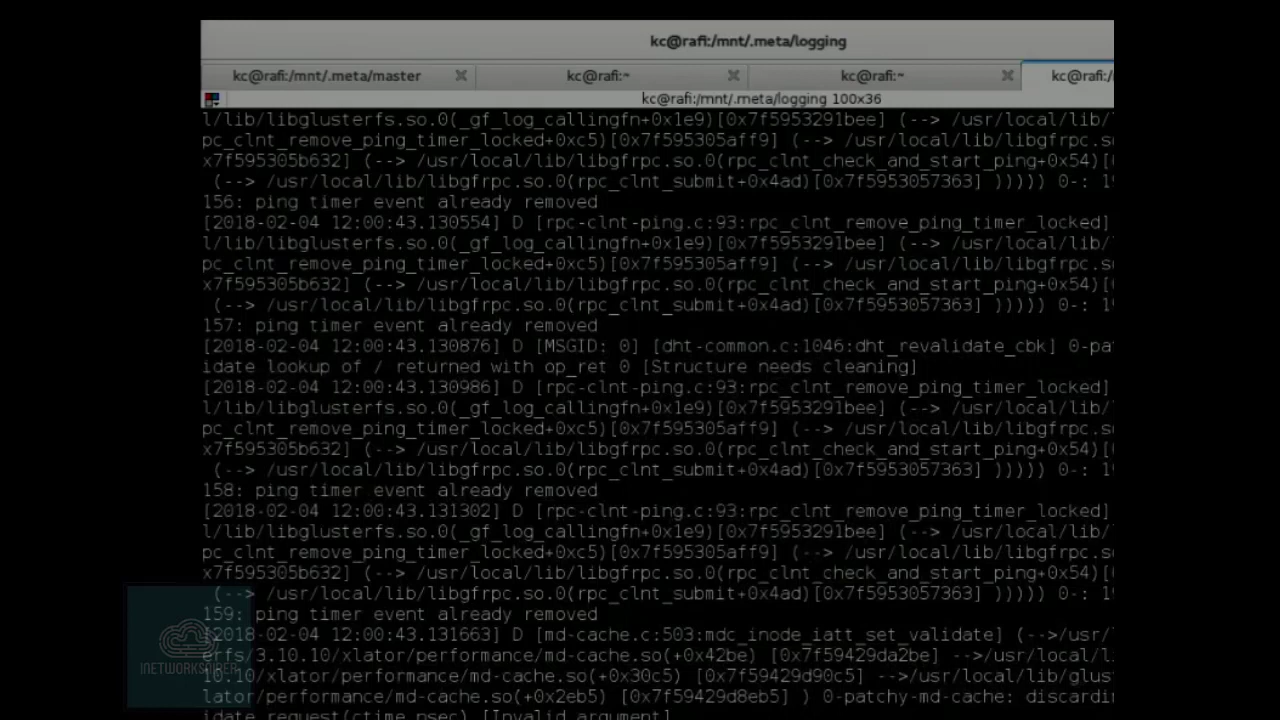 kc@rafi:/mnt/.meta/logging
kc@rafi:/mnt/.meta/master
kc@rafi:~
kc@rafi:~
kc@rafi:/
kc@rafi:/mnt/.meta/logging 100x36
l/lib/libglusterfs.so.0(_gf_log_callingfn+0x1e9)[0x7f5953291bee] (--> /usr/local/lib/
pc_clnt_remove_ping_timer_locked+0xc5)[0x7f595305aff9] (--> /usr/local/lib/libgfrpc.s
x7f595305b632] (--> /usr/local/lib/libgfrpc.so.0(rpc_clnt_check_and_start_ping+0x54)[
(--> /usr/local/lib/libgfrpc.so.0(rpc_clnt_submit+0x4ad)[0x7f5953057363] ))))) 0-: 1
156: ping timer event already removed
[2018-02-04 12:00:43.130554] D [rpc-clnt-ping.c:93:rpc_clnt_remove_ping_timer_locked]
l/lib/libglusterfs.so.0(_gf_log_callingfn+0x1e9)[0x7f5953291bee] (--> /usr/local/lib/
pc_clnt_remove_ping_timer_locked+0xc5)[0x7f595305aff9] (--> /usr/local/lib/libgfrpc.s
x7f595305b632] (--> /usr/local/lib/libgfrpc.so.0(rpc_clnt_check_and_start_ping+0x54)[
(--> /usr/local/lib/libgfrpc.so.0(rpc_clnt_submit+0x4ad)[0x7f5953057363] ))))) 0-: 1
157: ping timer event already removed
[2018-02-04 12:00:43.130876] D [MSGID: 0] [dht-common.c:1046:dht_revalidate_cbk] 0-pa
idate lookup of / returned with op_ret 0 [Structure needs cleaning]
[2018-02-04 12:00:43.130986] D [rpc-clnt-ping.c:93:rpc_clnt_remove_ping_timer_locked]
l/lib/libglusterfs.so.0(_gf_log_callingfn+0x1e9)[0x7f5953291bee] (--> /usr/local/lib/
pc_clnt_remove_ping_timer_locked+0xc5)[0x7f595305aff9] (--> /usr/local/lib/libgfrpc.s
x7f595305b632] (--> /usr/local/lib/libgfrpc.so.0(rpc_clnt_check_and_start_ping+0x54)[
(--> /usr/local/lib/libgfrpc.so.0(rpc_clnt_submit+0x4ad)[0x7f5953057363] ))))) 0-: 1
158: ping timer event already removed
[2018-02-04 12:00:43.131302] D [rpc-clnt-ping.c:93:rpc_clnt_remove_ping_timer_locked]
l/lib/libglusterfs.so.0(_gf_log_callingfn+0x1e9)[0x7f5953291bee] (--> /usr/local/lib/
pc_clnt_remove_ping_timer_locked+0xc5)[0x7f595305aff9] (--> /usr/local/lib/libgfrpc.s
x7f595305b632] (--> /usr/local/lib/libgfrpc.so.0(rpc_clnt_check_and_start_ping+0x54)[
(--> /usr/local/lib/libgfrpc.so.0(rpc_clnt_submit+0x4ad)[0x7f5953057363] ))))) 0-: 1
159: ping timer event already removed
[2018-02-04 12:00:43.131663] D [md-cache.c:503:mdc_inode_iatt_set_validate] (-->/usr/
erfs/3.10.10/xlator/performance/md-cache.so(+0x42be) [0x7f59429da2be] -->/usr/local/l
10.10/xlator/performance/md-cache.so(+0x30c5) [0x7f59429d90c5] -->/usr/local/lib/glus
lator/performance/md-cache.so(+0x2eb5) [0x7f59429d8eb5] ) 0-patchy-md-cache: discardi
idate request(ctime_nsec) [Invalid argument]